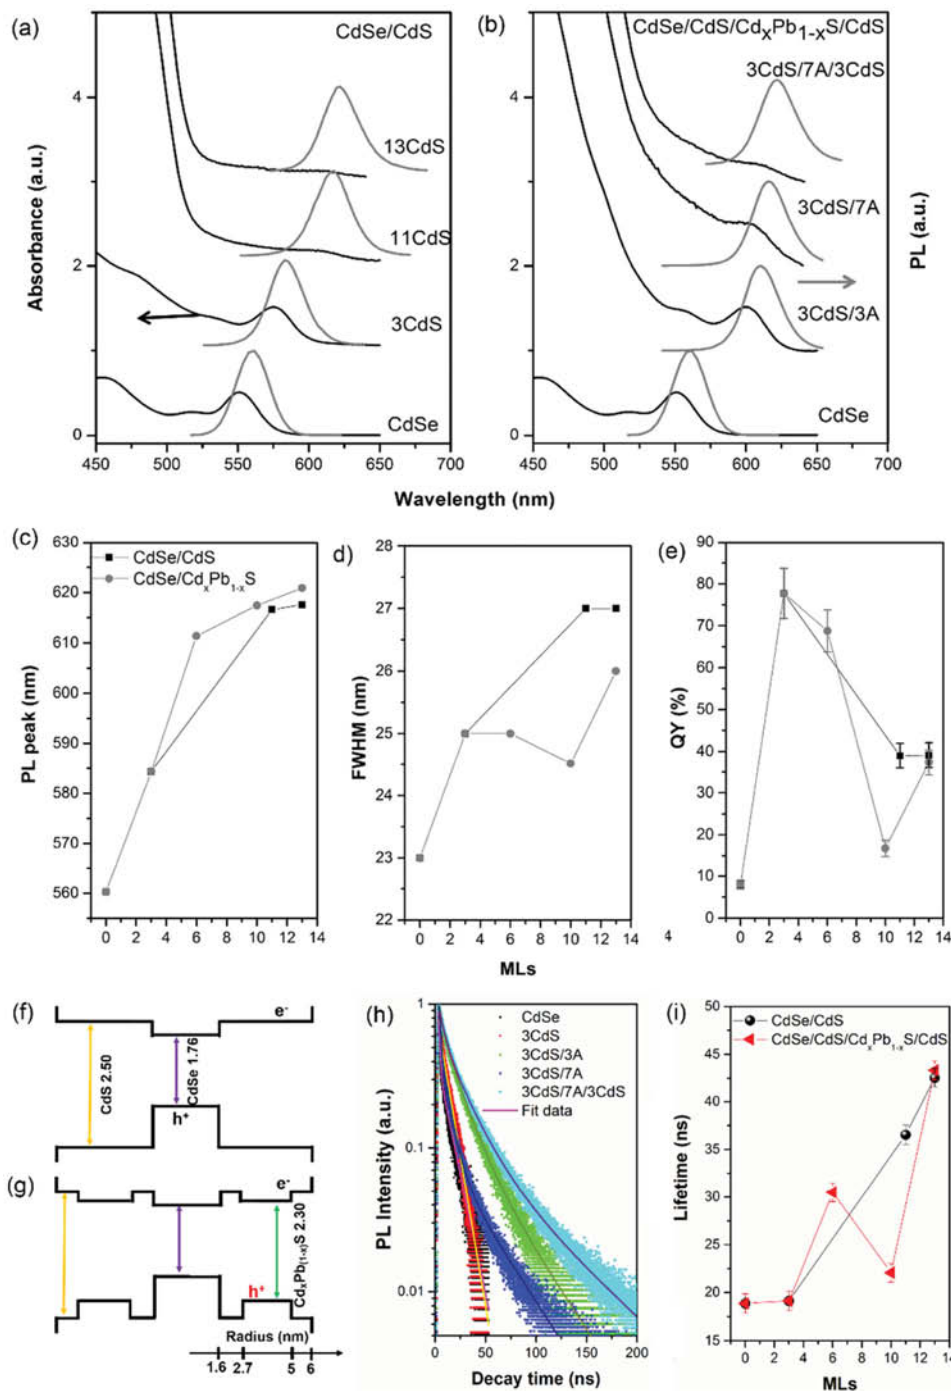 (a)
CdSe/CdS
13CdS
11CdS
3CdS
CdSe
Absorbance (a.u.)
4
2
0
450 500 550 600 650 700
(b)
CdSe/CdS/CdxPb1-xS/CdS
3CdS/7A/3CdS
3CdS/7A
3CdS/3A
CdSe
PL (a.u.)
4
2
0
450 500 550 600 650 700
Wavelength (nm)
(c)
CdSe/CdS
CdSe/CdxPb1-xS
PL peak (nm)
630
620
610
600
590
580
570
560
0 2 4 6 8 10 12 14
d)
FWHM (nm)
28
27
26
25
24
23
22
0 2 4 6 8 10 12 14
MLs
(e)
QY (%)
90
80
70
60
50
40
30
20
10
0
0 2 4 6 8 10 12 14
4
(f)
e-
CdS 2.50
CdSe 1.76
h+
(g)
e-
CdxPb(1-x)S 2.30
h+
Radius (nm)
1.6 2.7 5 6
(h)
CdSe
3CdS
3CdS/3A
3CdS/7A
3CdS/7A/3CdS
Fit data
PL Intensity (a.u.)
1
0.1
0.01
0 50 100 150 200
Decay time (ns)
(i)
CdSe/CdS
CdSe/CdS/CdxPb1-xS/CdS
Lifetime (ns)
50
45
40
35
30
25
20
15
0 2 4 6 8 10 12 14
MLs